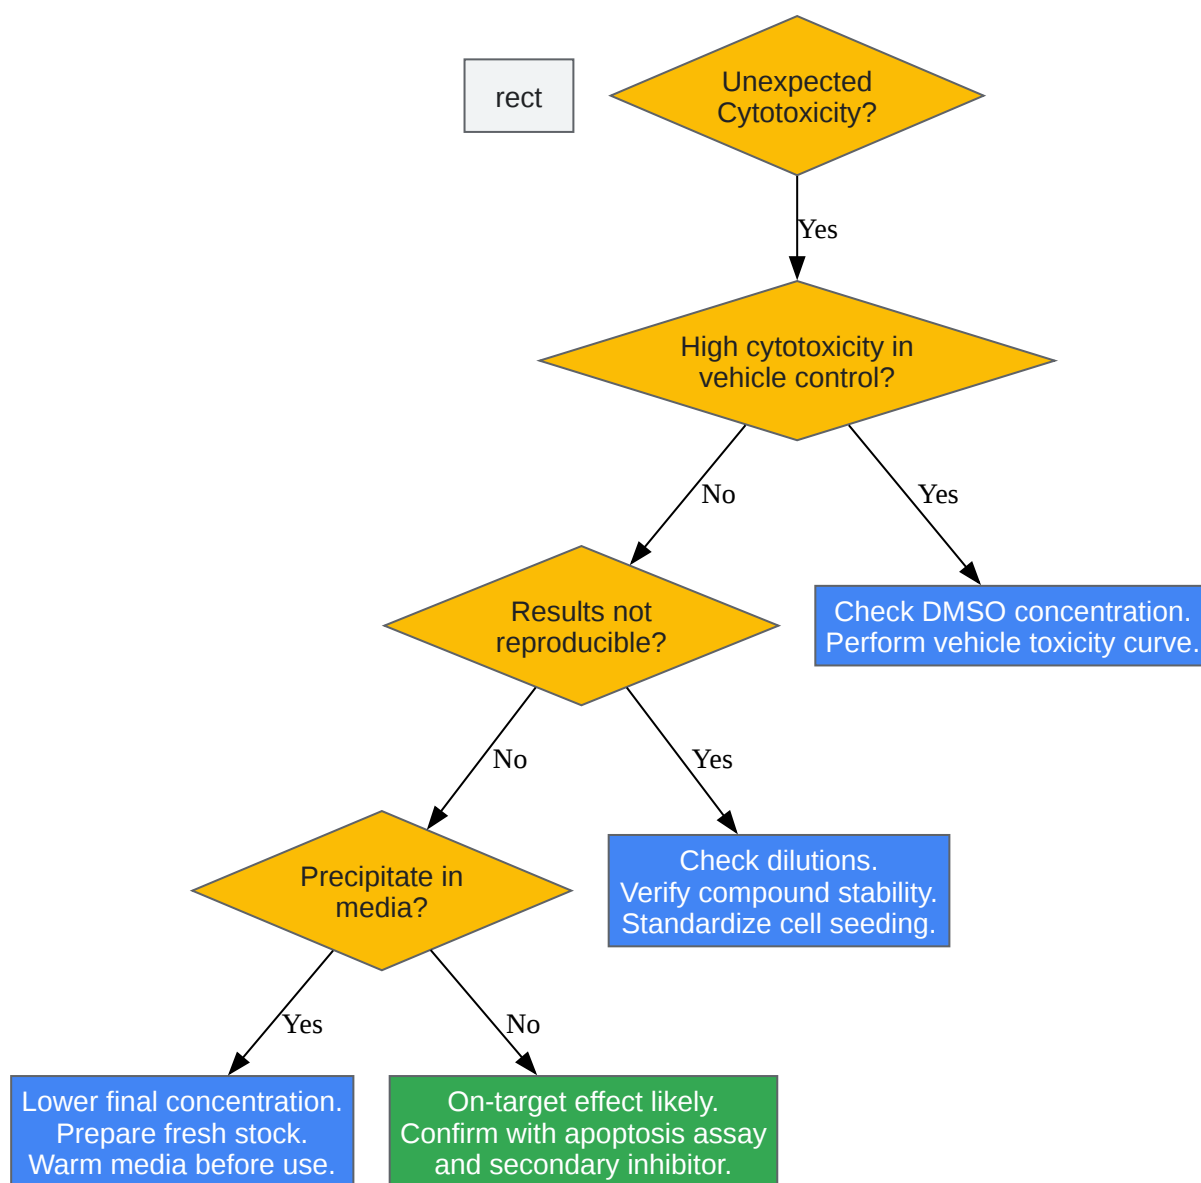 rect
Unexpected
Cytotoxicity?
Yes
High cytotoxicity in
vehicle control?
No
Yes
Results not
reproducible?
Check DMSO concentration.
Perform vehicle toxicity curve.
No
Yes
Precipitate in
media?
Check dilutions.
Verify compound stability.
Standardize cell seeding.
Yes
No
Lower final concentration.
Prepare fresh stock.
Warm media before use.
On-target effect likely.
Confirm with apoptosis assay
and secondary inhibitor.